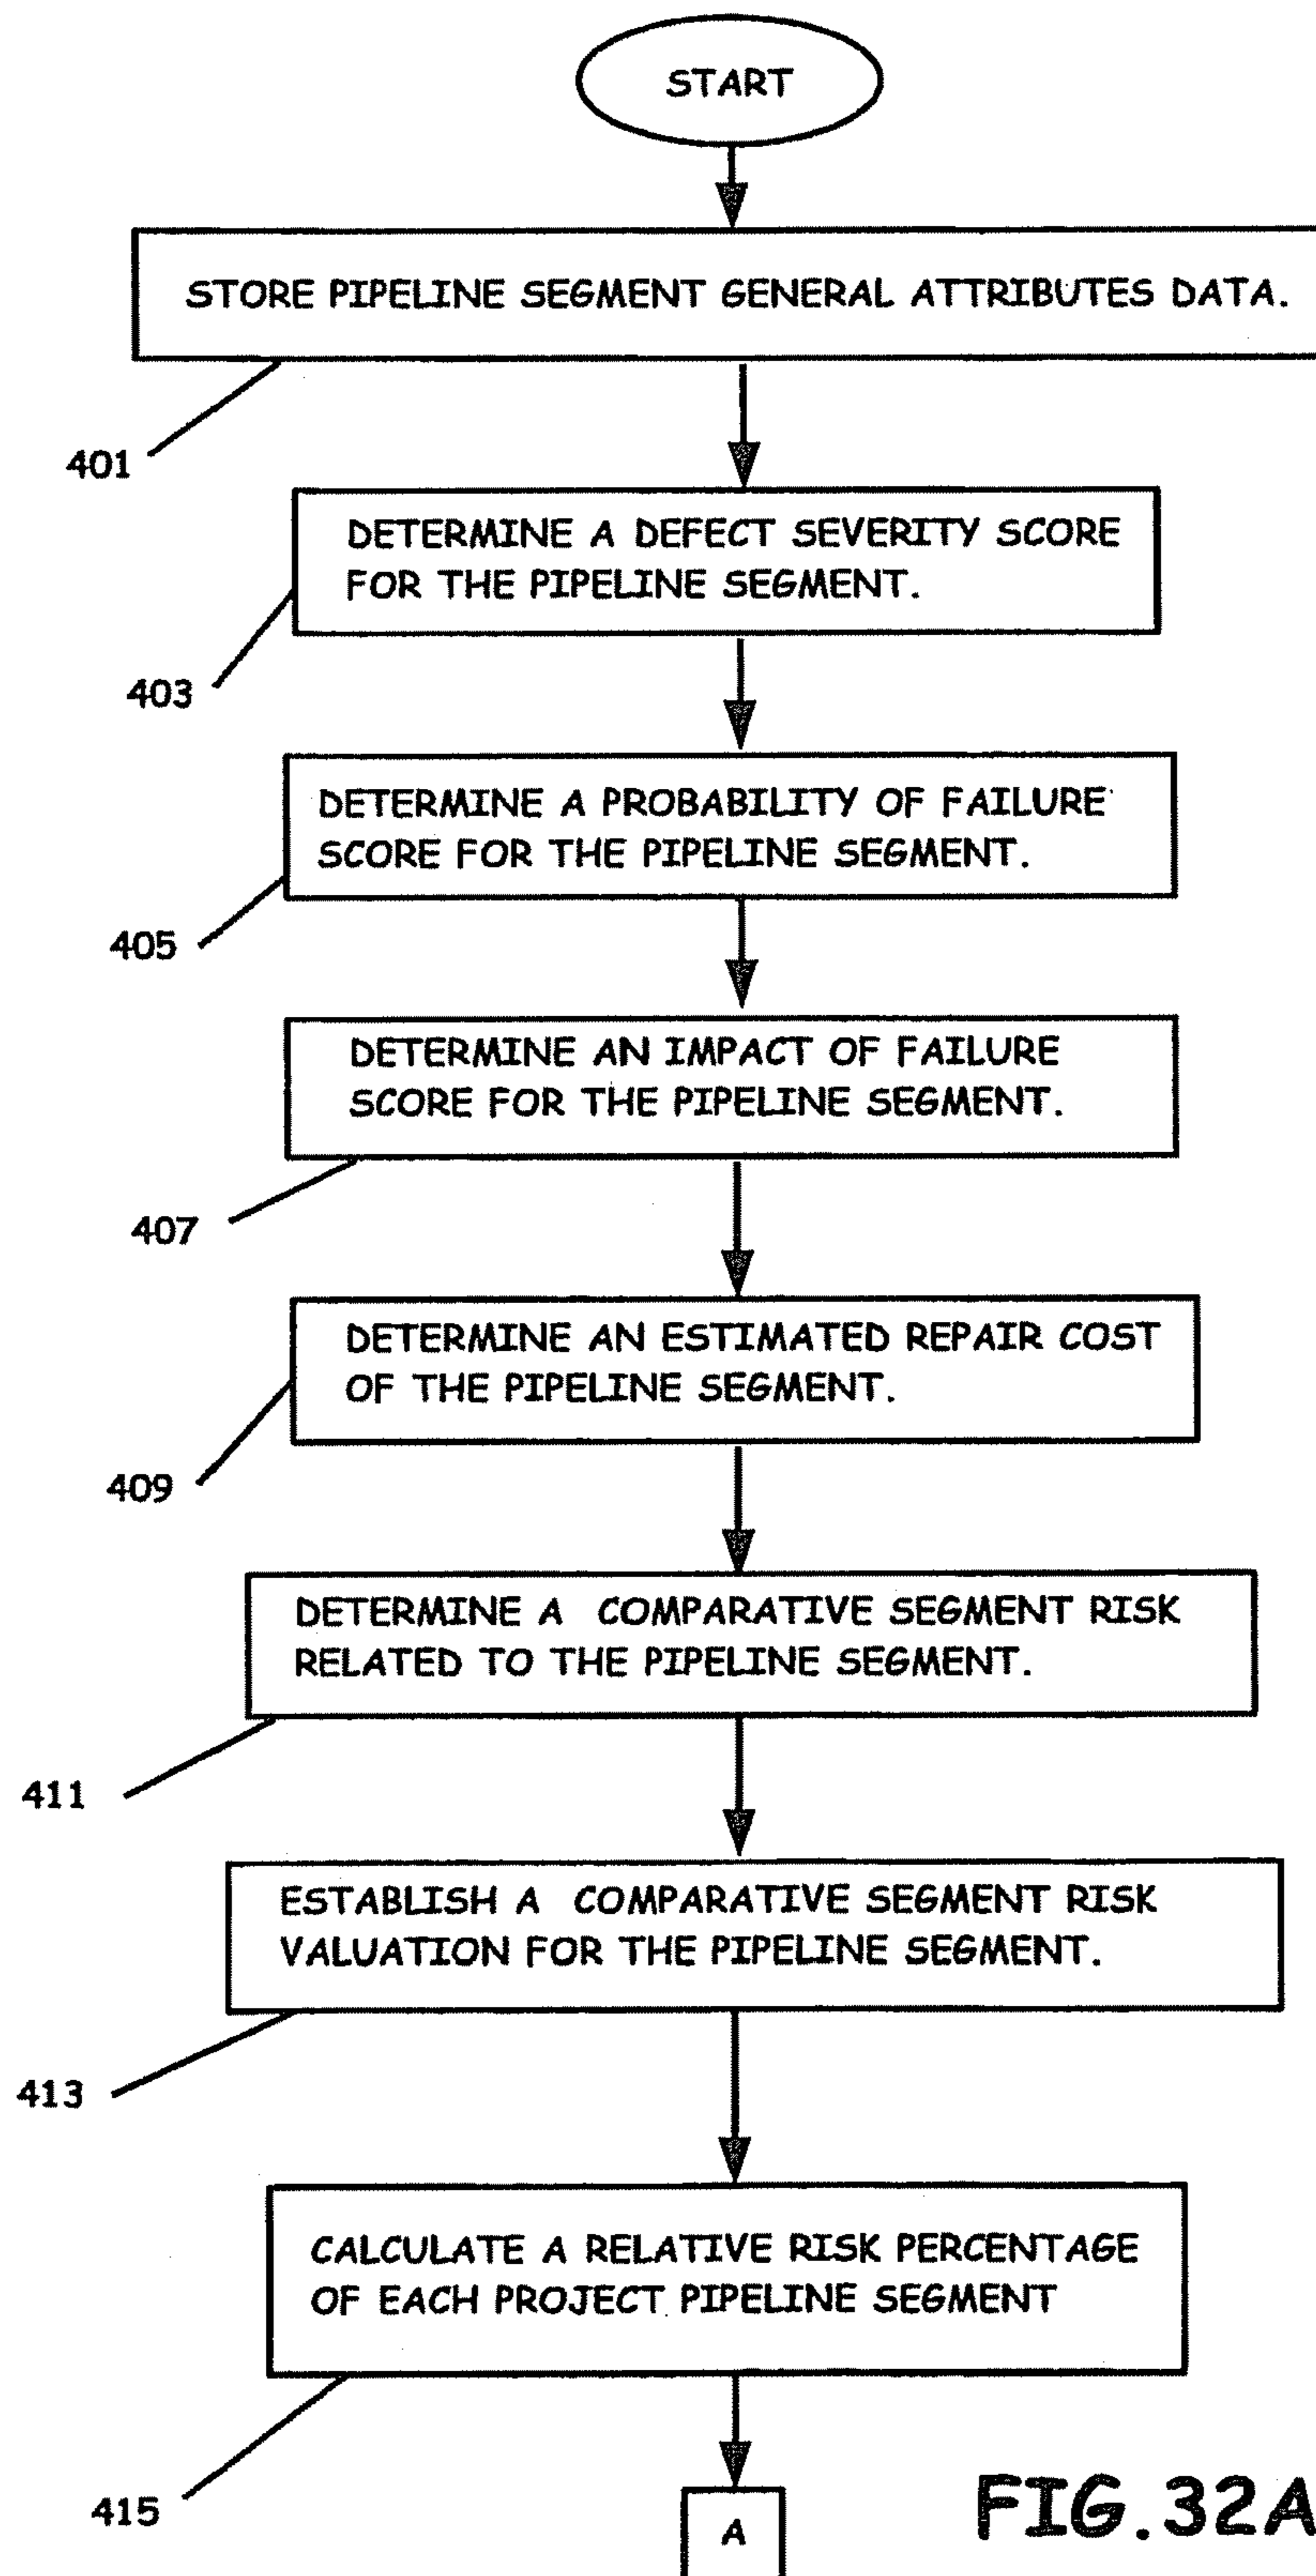 START
STORE PIPELINE SEGMENT GENERAL ATTRIBUTES DATA.
401
DETERMINE A DEFECT SEVERITY SCORE
FOR THE PIPELINE SEGMENT.
403
DETERMINE A PROBABILITY OF FAILURE
SCORE FOR THE PIPELINE SEGMENT.
405
DETERMINE AN IMPACT OF FAILURE
SCORE FOR THE PIPELINE SEGMENT.
407
DETERMINE AN ESTIMATED REPAIR COST
OF THE PIPELINE SEGMENT.
409
DETERMINE A COMPARATIVE SEGMENT RISK
RELATED TO THE PIPELINE SEGMENT.
411
ESTABLISH A COMPARATIVE SEGMENT RISK
VALUATION FOR THE PIPELINE SEGMENT.
413
CALCULATE A RELATIVE RISK PERCENTAGE
OF EACH PROJECT PIPELINE SEGMENT
415
A
FIG.32A